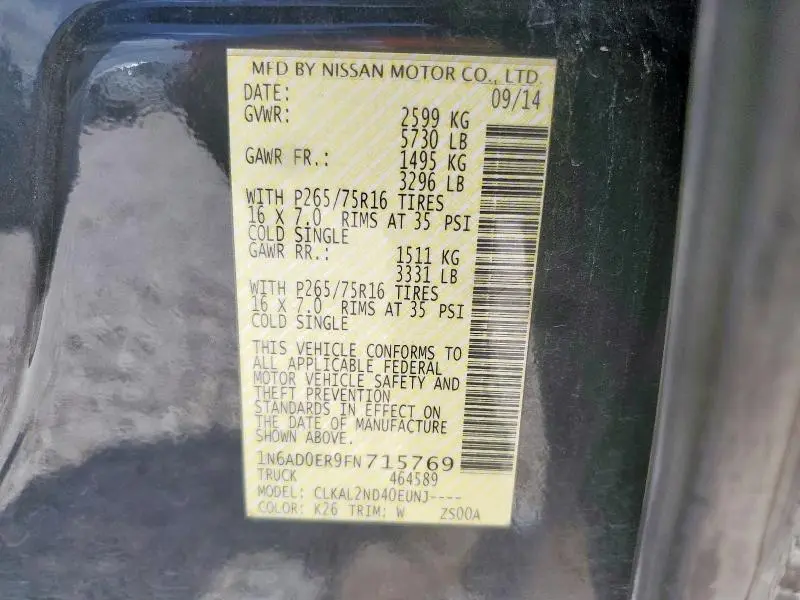 MFD BY NISSAN MOTOR CO., LTD.
DATE: 09/14
GVWR: 2599 KG
5730 LB
GAWR FR.: 1495 KG
3296 LB
WITH P265/75R16 TIRES
16 X 7.0 RIMS AT 35 PSI
COLD SINGLE
GAWR RR.: 1511 KG
3331 LB
WITH P265/75R16 TIRES
16 X 7.0 RIMS AT 35 PSI
COLD SINGLE
THIS VEHICLE CONFORMS TO
ALL APPLICABLE FEDERAL
MOTOR VEHICLE SAFETY AND
THEFT PREVENTION
STANDARDS IN EFFECT ON
THE DATE OF MANUFACTURE
SHOWN ABOVE.
1N6AD0ER9FN715769
TRUCK 464589
MODEL: CLKAL2ND40EUNJ----
COLOR: K26 TRIM: W ZS00A